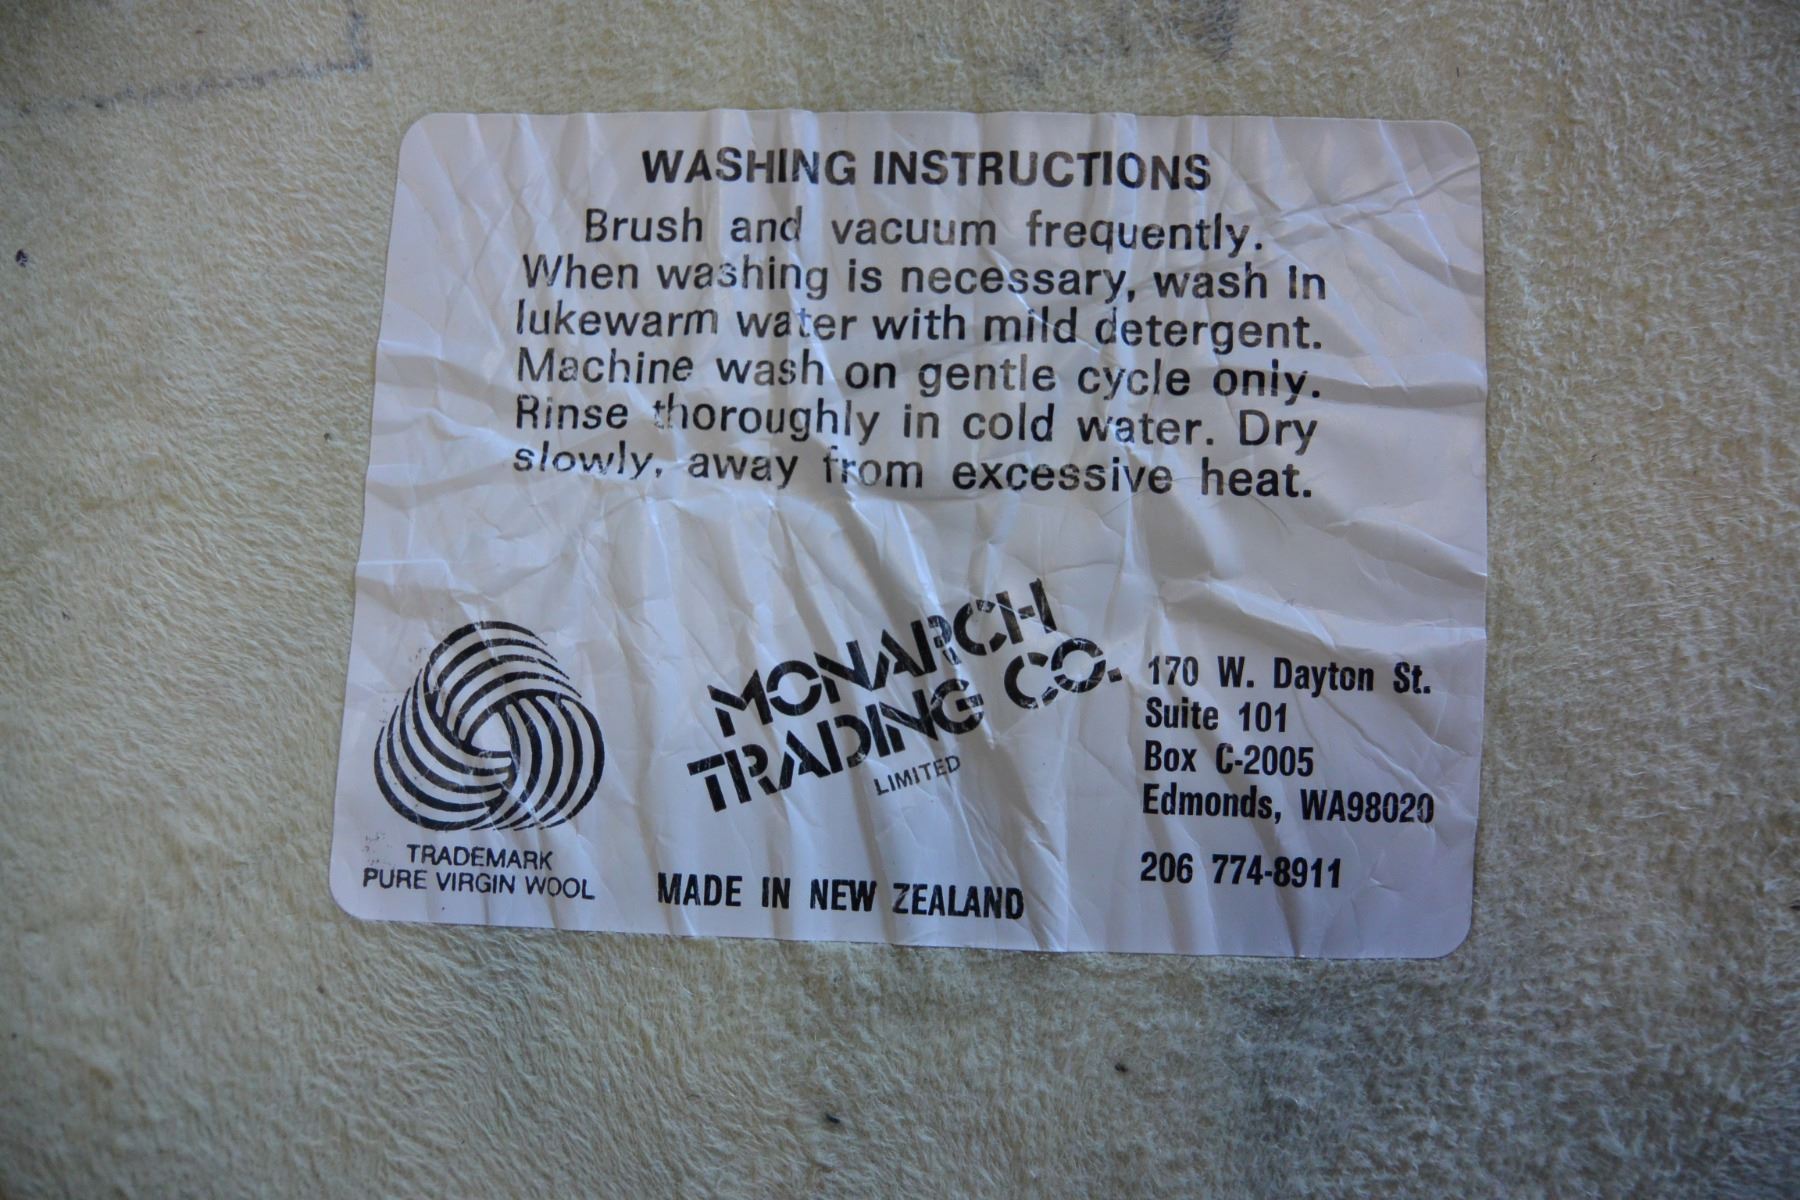 WASHING INSTRUCTIONS
Brush and vacuum frequently.
When washing is necessary, wash in
lukewarm water with mild detergent.
Machine wash on gentle cycle only.
Rinse thoroughly in cold water. Dry
slowly, away from excessive heat.
MONARCH
TRADING CO.
LIMITED
170 W. Dayton St.
Suite 101
Box C-2005
Edmonds, WA98020
206 774-8911
TRADEMARK
PURE VIRGIN WOOL
MADE IN NEW ZEALAND